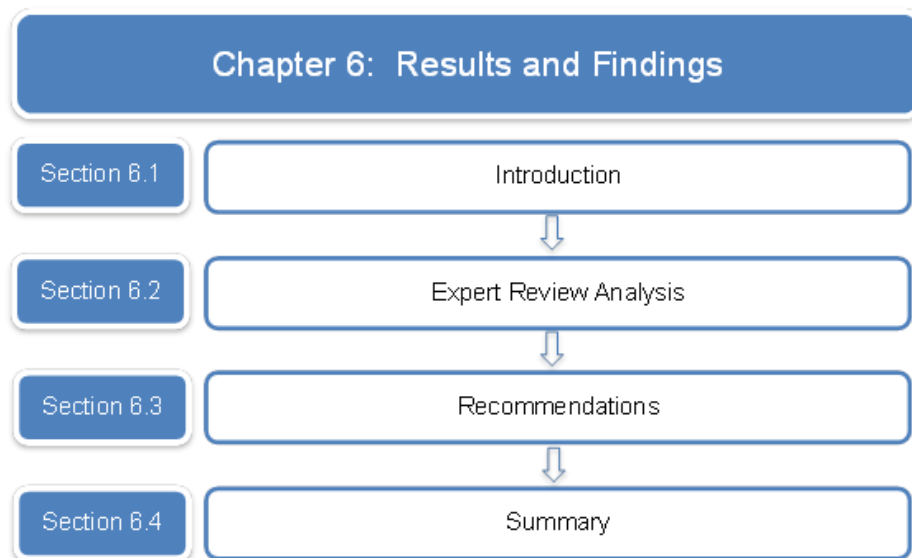 Chapter 6:  Results and Findings
Section 6.1
Introduction
Section 6.2
Expert Review Analysis
Section 6.3
Recommendations
Section 6.4
Summary